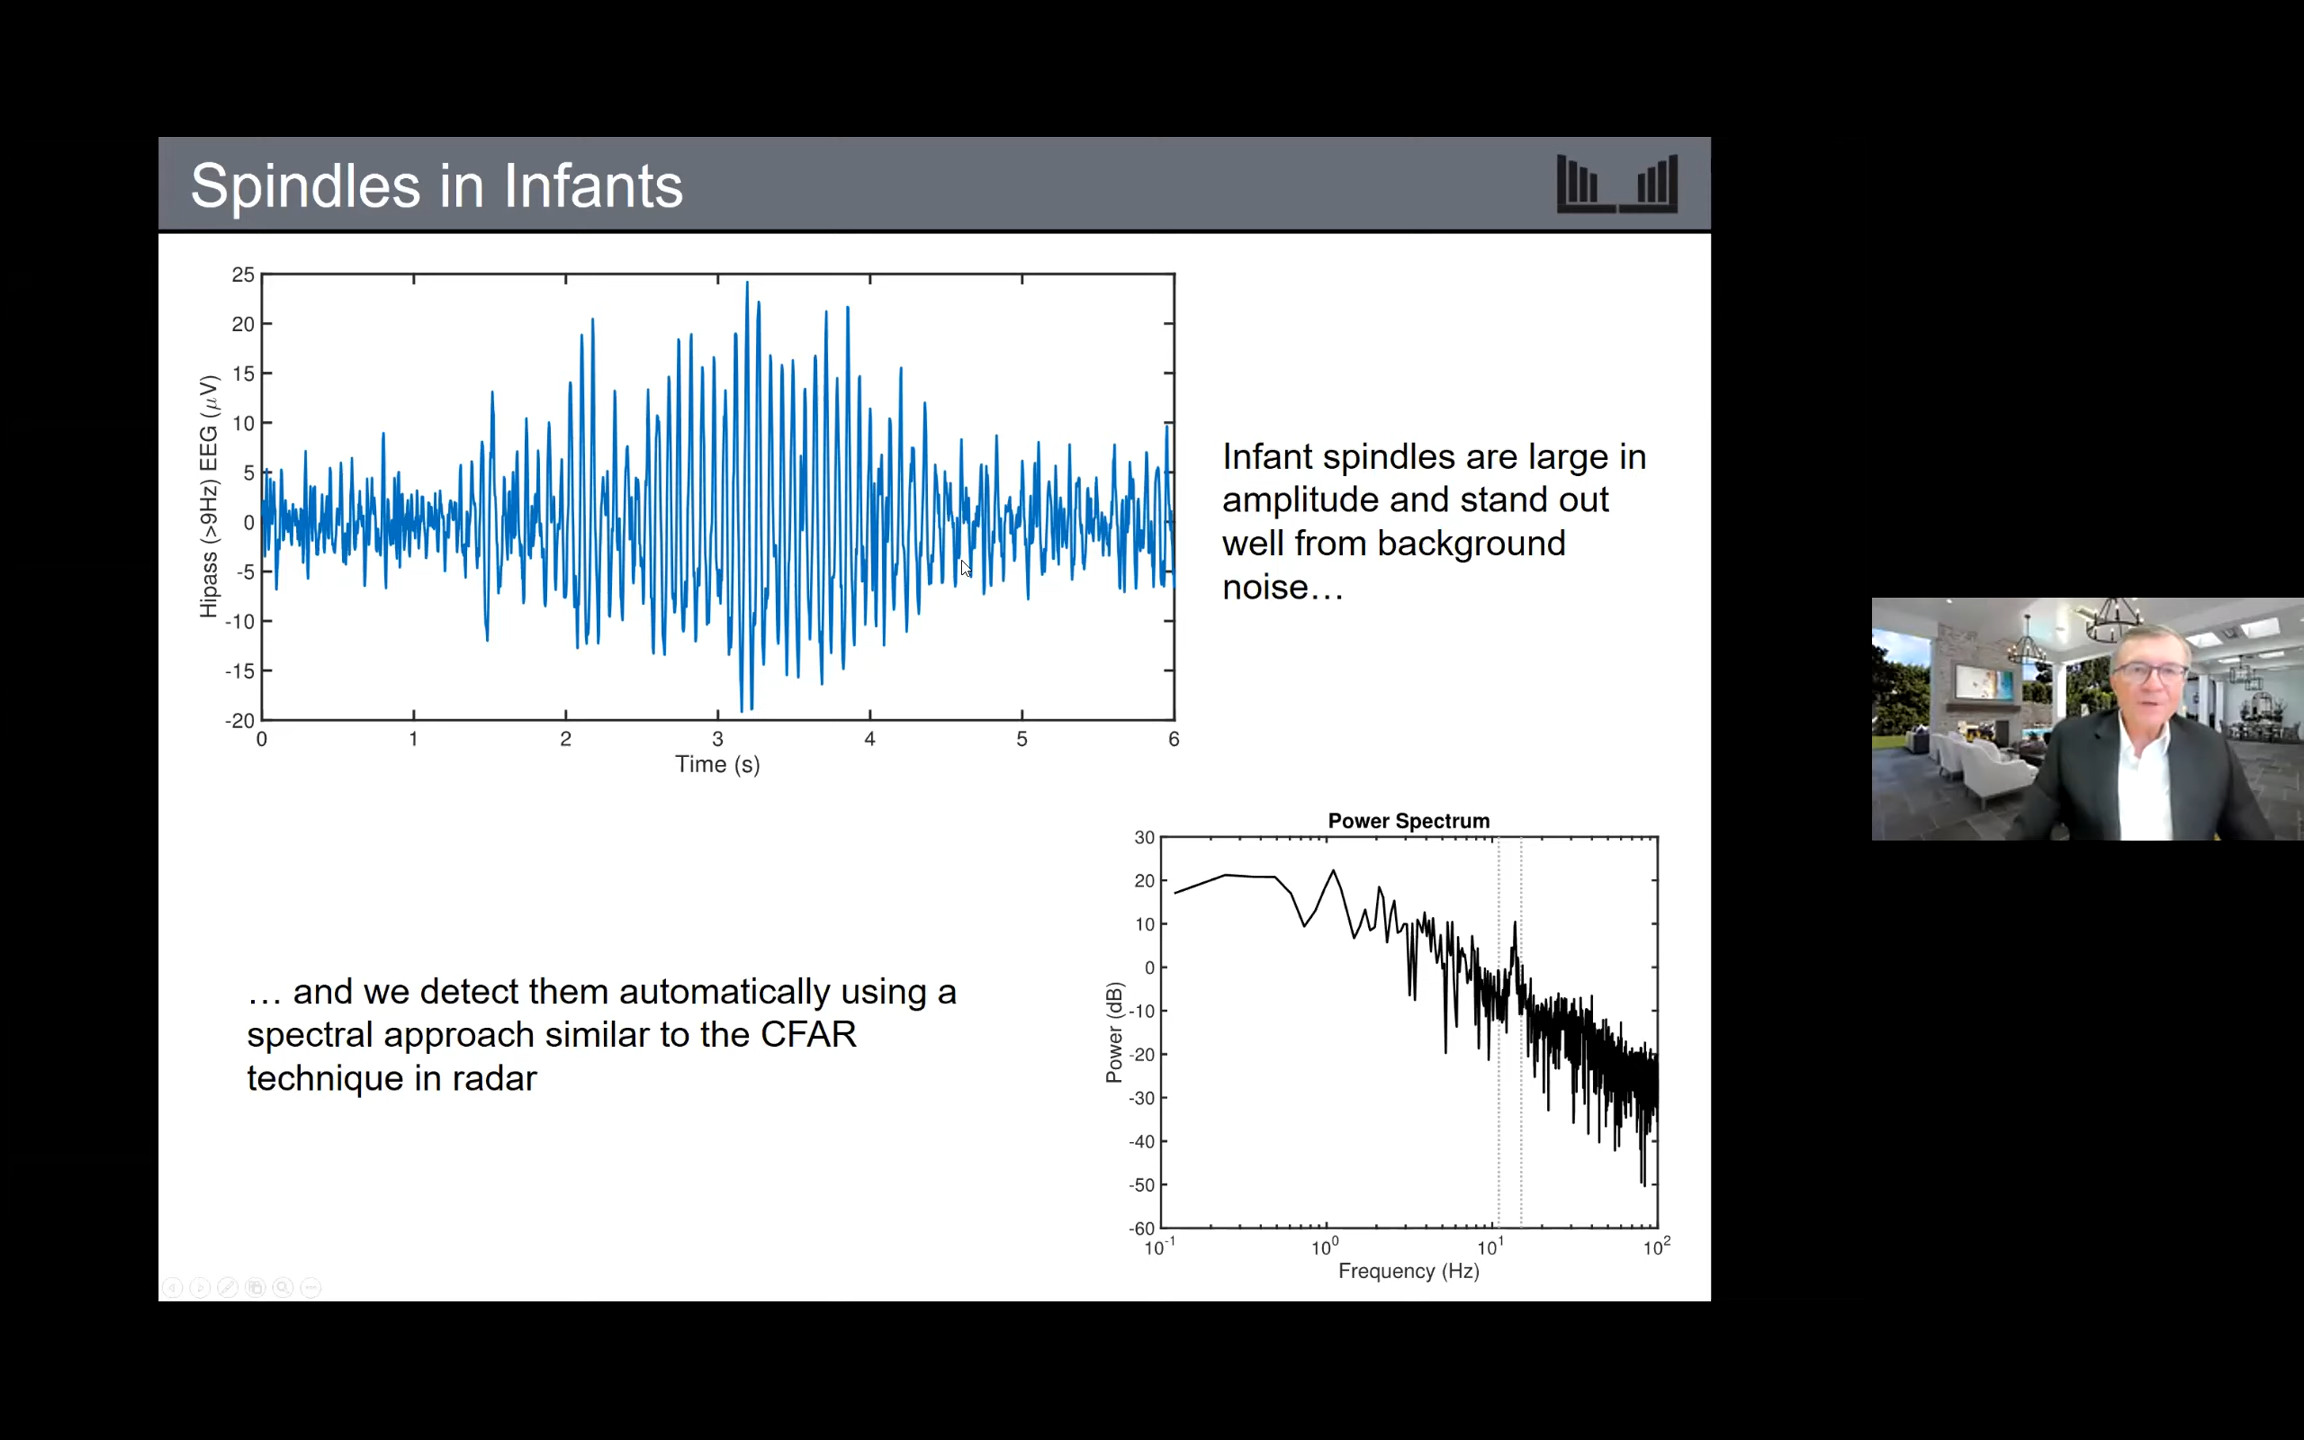 Spindles in Infants
25
20
15
10
5
0
-5
-10
-15
-20
Hipass (>9Hz) EEG (μV)
0 1 2 3 4 5 6
Time (s)
Infant spindles are large in
amplitude and stand out
well from background
noise…
… and we detect them automatically using a
spectral approach similar to the CFAR
technique in radar
Power Spectrum
30
20
10
0
-10
-20
-30
-40
-50
-60
Power (dB)
10-1 100 101 102
Frequency (Hz)